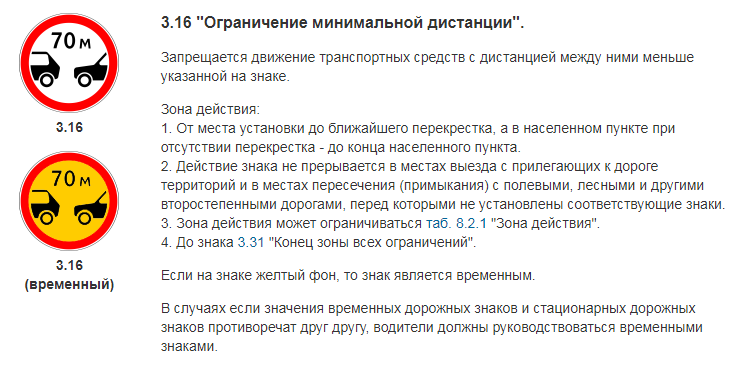 70 м
3.16
70 м
3.16
(временный)
3.16 "Ограничение минимальной дистанции".
Запрещается движение транспортных средств с дистанцией между ними меньше
указанной на знаке.
Зона действия:
1. От места установки до ближайшего перекрестка, а в населенном пункте при
отсутствии перекрестка - до конца населенного пункта.
2. Действие знака не прерывается в местах выезда с прилегающих к дороге
территорий и в местах пересечения (примыкания) с полевыми, лесными и другими
второстепенными дорогами, перед которыми не установлены соответствующие знаки.
3. Зона действия может ограничиваться таб. 8.2.1 "Зона действия".
4. До знака 3.31 "Конец зоны всех ограничений".
Если на знаке желтый фон, то знак является временным.
В случаях если значения временных дорожных знаков и стационарных дорожных
знаков противоречат друг другу, водители должны руководствоваться временными
знаками.